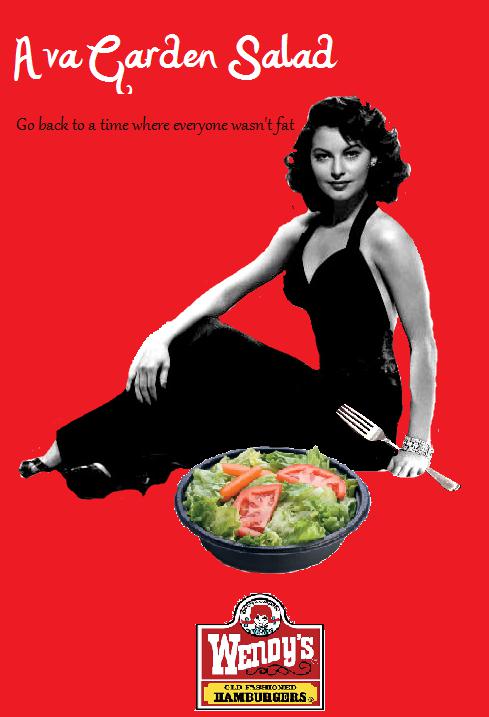 Ava Garden Salad
Go back to a time where everyone wasn't fat
WENDY'S
OLD FASHIONED
HAMBURGERS